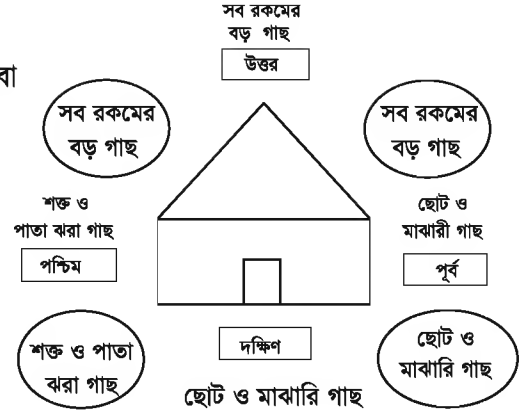 সব রকমের
বড় গাছ
উত্তর
বা
সব রকমের
বড় গাছ
সব রকমের
বড় গাছ
শক্ত ও
পাতা ঝরা গাছ
পশ্চিম
ছোট ও
মাঝারী গাছ
পূর্ব
শক্ত ও পাতা
ঝরা গাছ
দক্ষিণ
ছোট ও মাঝারি গাছ
ছোট ও
মাঝারি গাছ